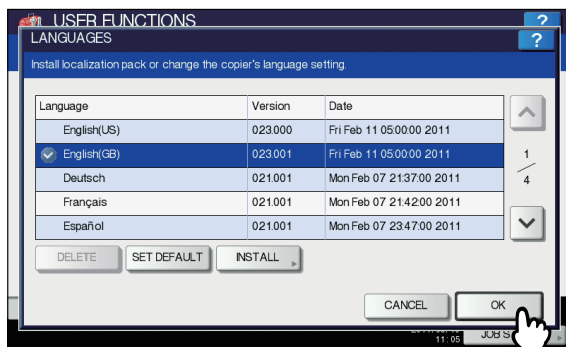 USER FUNCTIONS ?
LANGUAGES ?
Install localization pack or change the copier's language setting.
Language Version Date
English(US) 023.000 Fri Feb 11 05:00:00 2011
English(GB) 023.001 Fri Feb 11 05:00:00 2011
Deutsch 021.001 Mon Feb 07 21:37:00 2011
Français 021.001 Mon Feb 07 21:42:00 2011
Español 021.001 Mon Feb 07 23:47:00 2011
1
4
DELETE SET DEFAULT INSTALL
CANCEL OK
11:05 JOB S